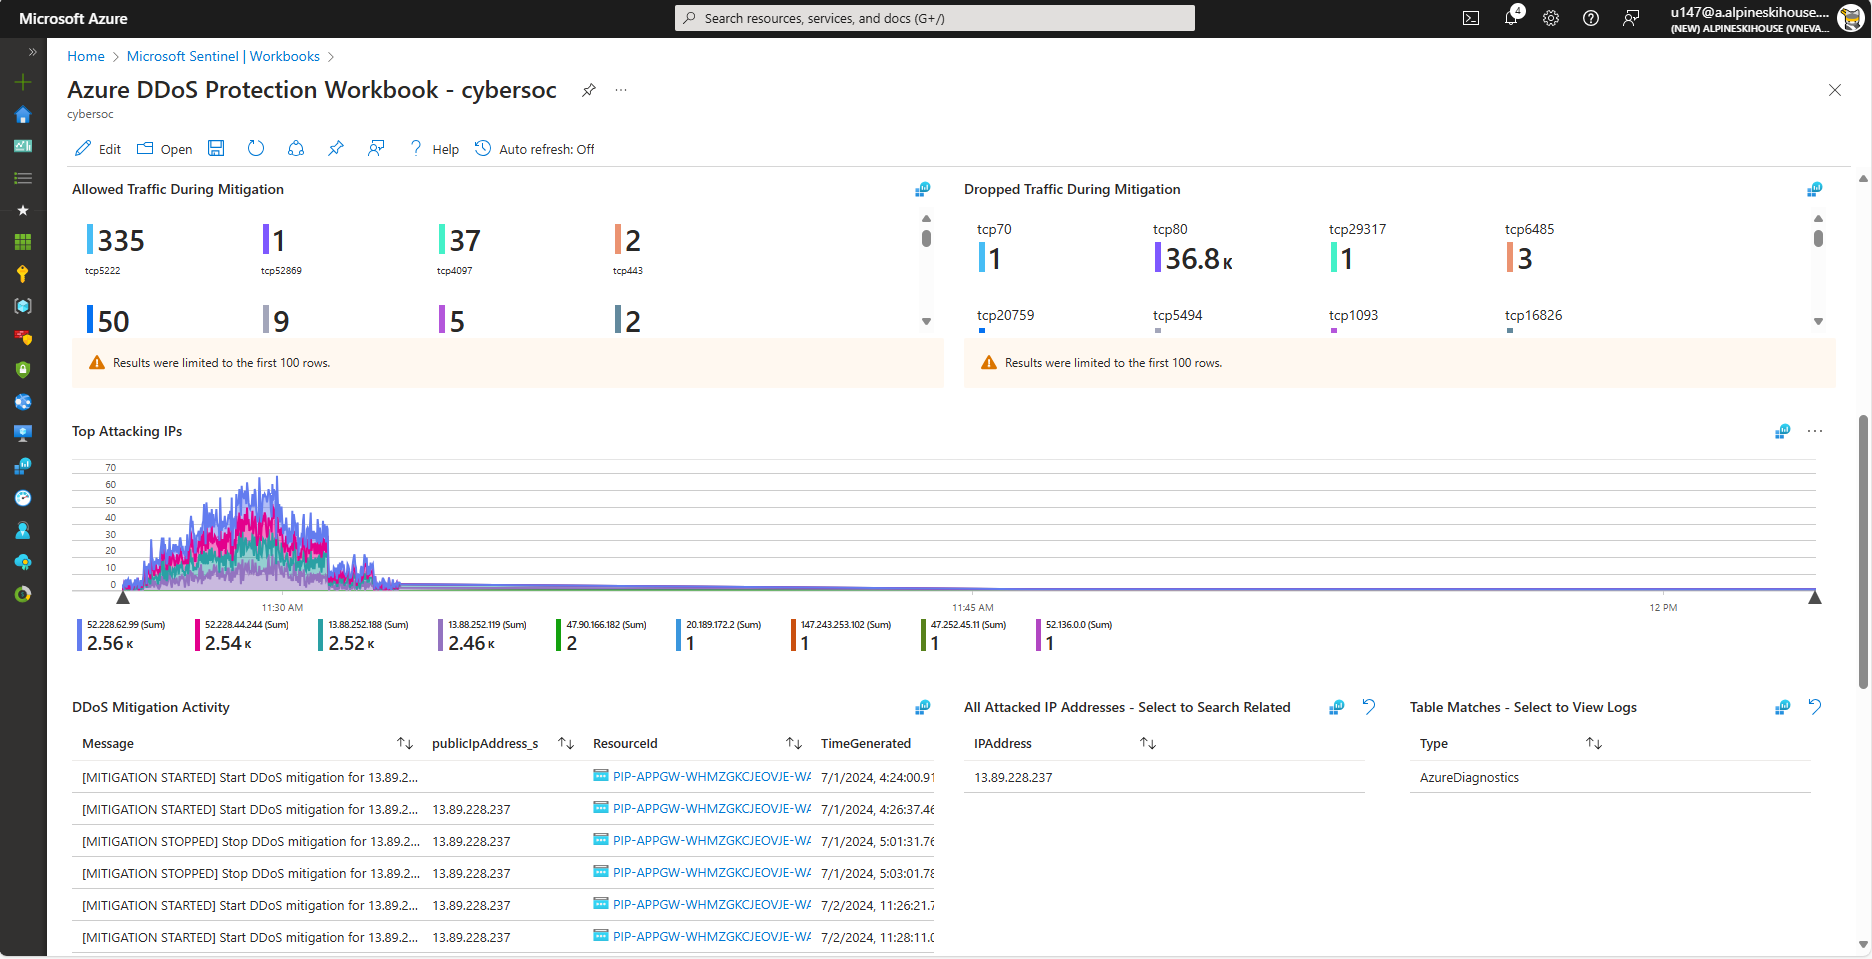 Microsoft Azure
Search resources, services, and docs (G+/)
4
u147@a.alpineskihouse....
(NEW) ALPINESKIHOUSE (VNEVA...
Home > Microsoft Sentinel | Workbooks >
Azure DDoS Protection Workbook - cybersoc
cybersoc
Edit Open Help Auto refresh: Off
Allowed Traffic During Mitigation
335 1 37 2
tcp5222 tcp52869 tcp4097 tcp443
50 9 5 2
Results were limited to the first 100 rows.
Dropped Traffic During Mitigation
tcp70 tcp80 tcp29317 tcp6485
1 36.8 K 1 3
tcp20759 tcp5494 tcp1093 tcp16826
Results were limited to the first 100 rows.
Top Attacking IPs
70
60
50
40
30
20
10
0
11:30 AM 11:45 AM 12 PM
52.228.62.99 (Sum) 52.228.44.244 (Sum) 13.88.252.188 (Sum) 13.88.252.119 (Sum) 47.90.166.182 (Sum) 20.189.172.2 (Sum) 147.243.253.102 (Sum) 47.252.45.11 (Sum) 52.136.0.0 (Sum)
2.56 K 2.54 K 2.52 K 2.46 K 2 1 1 1 1
DDoS Mitigation Activity
Message publicIpAddress_s ResourceId TimeGenerated
[MITIGATION STARTED] Start DDoS mitigation for 13.89.2... PIP-APPGW-WHMZGKCJEOVJE-WA 7/1/2024, 4:24:00.91
[MITIGATION STARTED] Start DDoS mitigation for 13.89.2... 13.89.228.237 PIP-APPGW-WHMZGKCJEOVJE-WA 7/1/2024, 4:26:37.46
[MITIGATION STOPPED] Stop DDoS mitigation for 13.89.2... 13.89.228.237 PIP-APPGW-WHMZGKCJEOVJE-WA 7/1/2024, 5:01:31.76
[MITIGATION STOPPED] Stop DDoS mitigation for 13.89.2... 13.89.228.237 PIP-APPGW-WHMZGKCJEOVJE-WA 7/1/2024, 5:03:01.78
[MITIGATION STARTED] Start DDoS mitigation for 13.89.2... 13.89.228.237 PIP-APPGW-WHMZGKCJEOVJE-WA 7/2/2024, 11:26:21.7
[MITIGATION STARTED] Start DDoS mitigation for 13.89.2... 13.89.228.237 PIP-APPGW-WHMZGKCJEOVJE-WA 7/2/2024, 11:28:11.0
All Attacked IP Addresses - Select to Search Related
IPAddress
13.89.228.237
Table Matches - Select to View Logs
Type
AzureDiagnostics